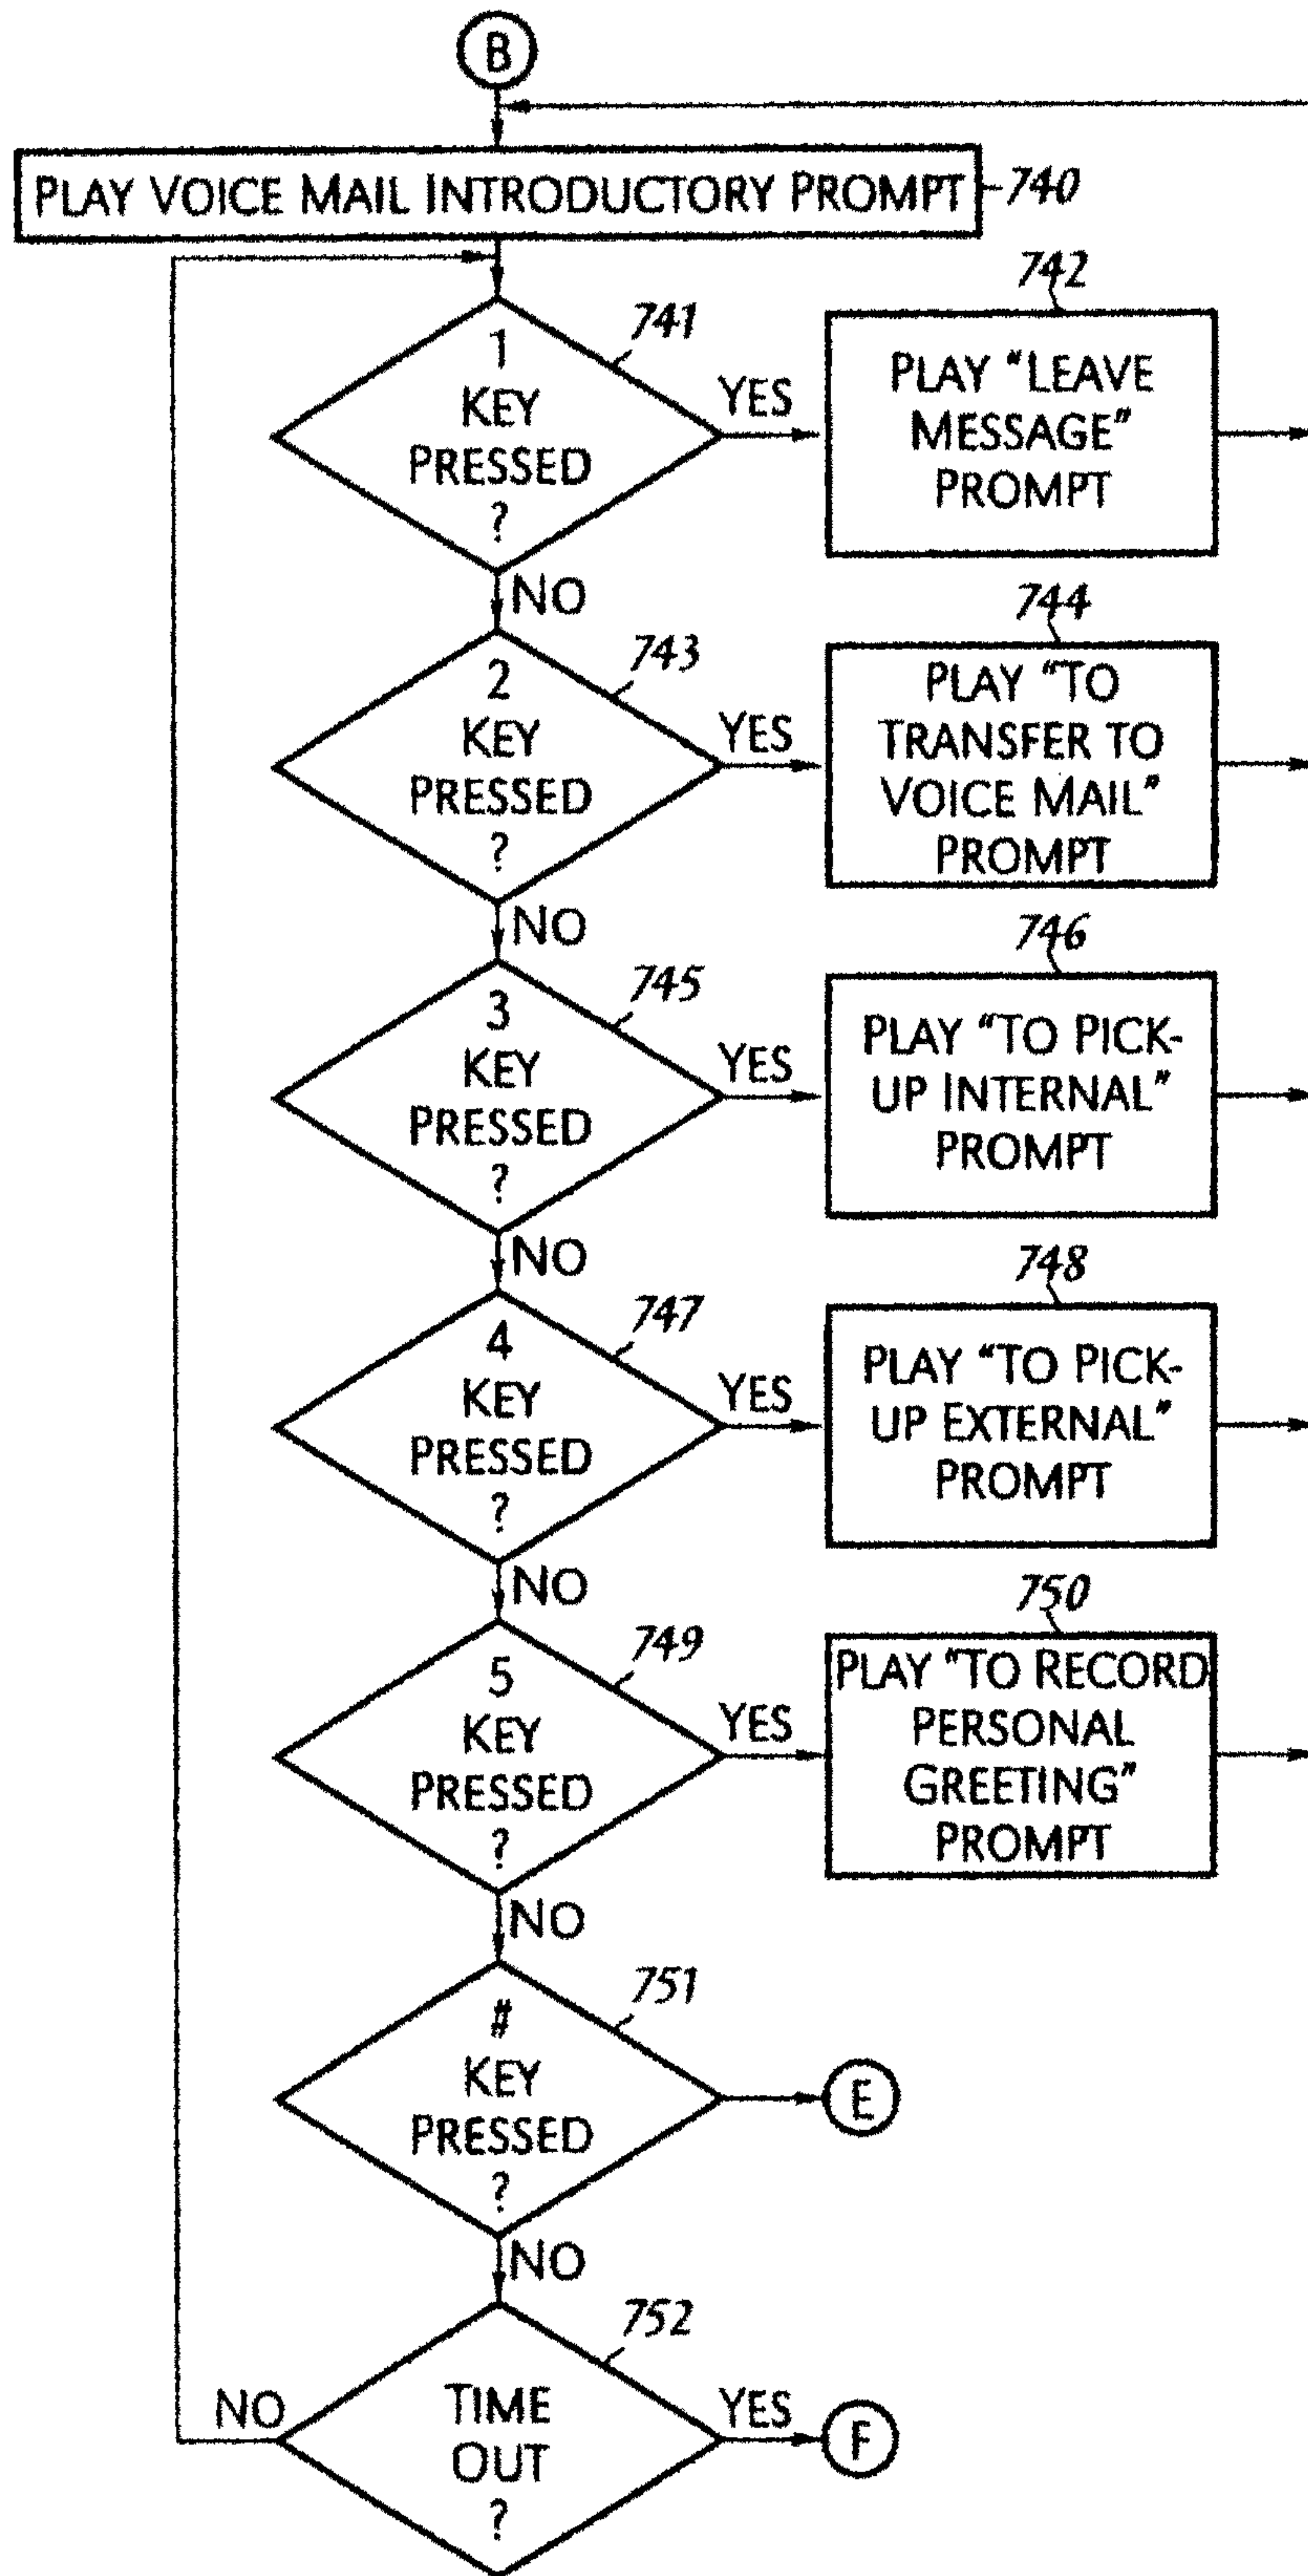 B
PLAY VOICE MAIL INTRODUCTORY PROMPT
740
741
1
KEY
PRESSED
?
YES
742
PLAY “LEAVE
MESSAGE”
PROMPT
NO
743
2
KEY
PRESSED
?
YES
744
PLAY “TO
TRANSFER TO
VOICE MAIL”
PROMPT
NO
745
3
KEY
PRESSED
?
YES
746
PLAY “TO PICK-
UP INTERNAL”
PROMPT
NO
747
4
KEY
PRESSED
?
YES
748
PLAY “TO PICK-
UP EXTERNAL”
PROMPT
NO
749
5
KEY
PRESSED
?
YES
750
PLAY “TO RECORD
PERSONAL
GREETING”
PROMPT
NO
751
#
KEY
PRESSED
?
E
NO
752
TIME
OUT
?
NO
YES
F